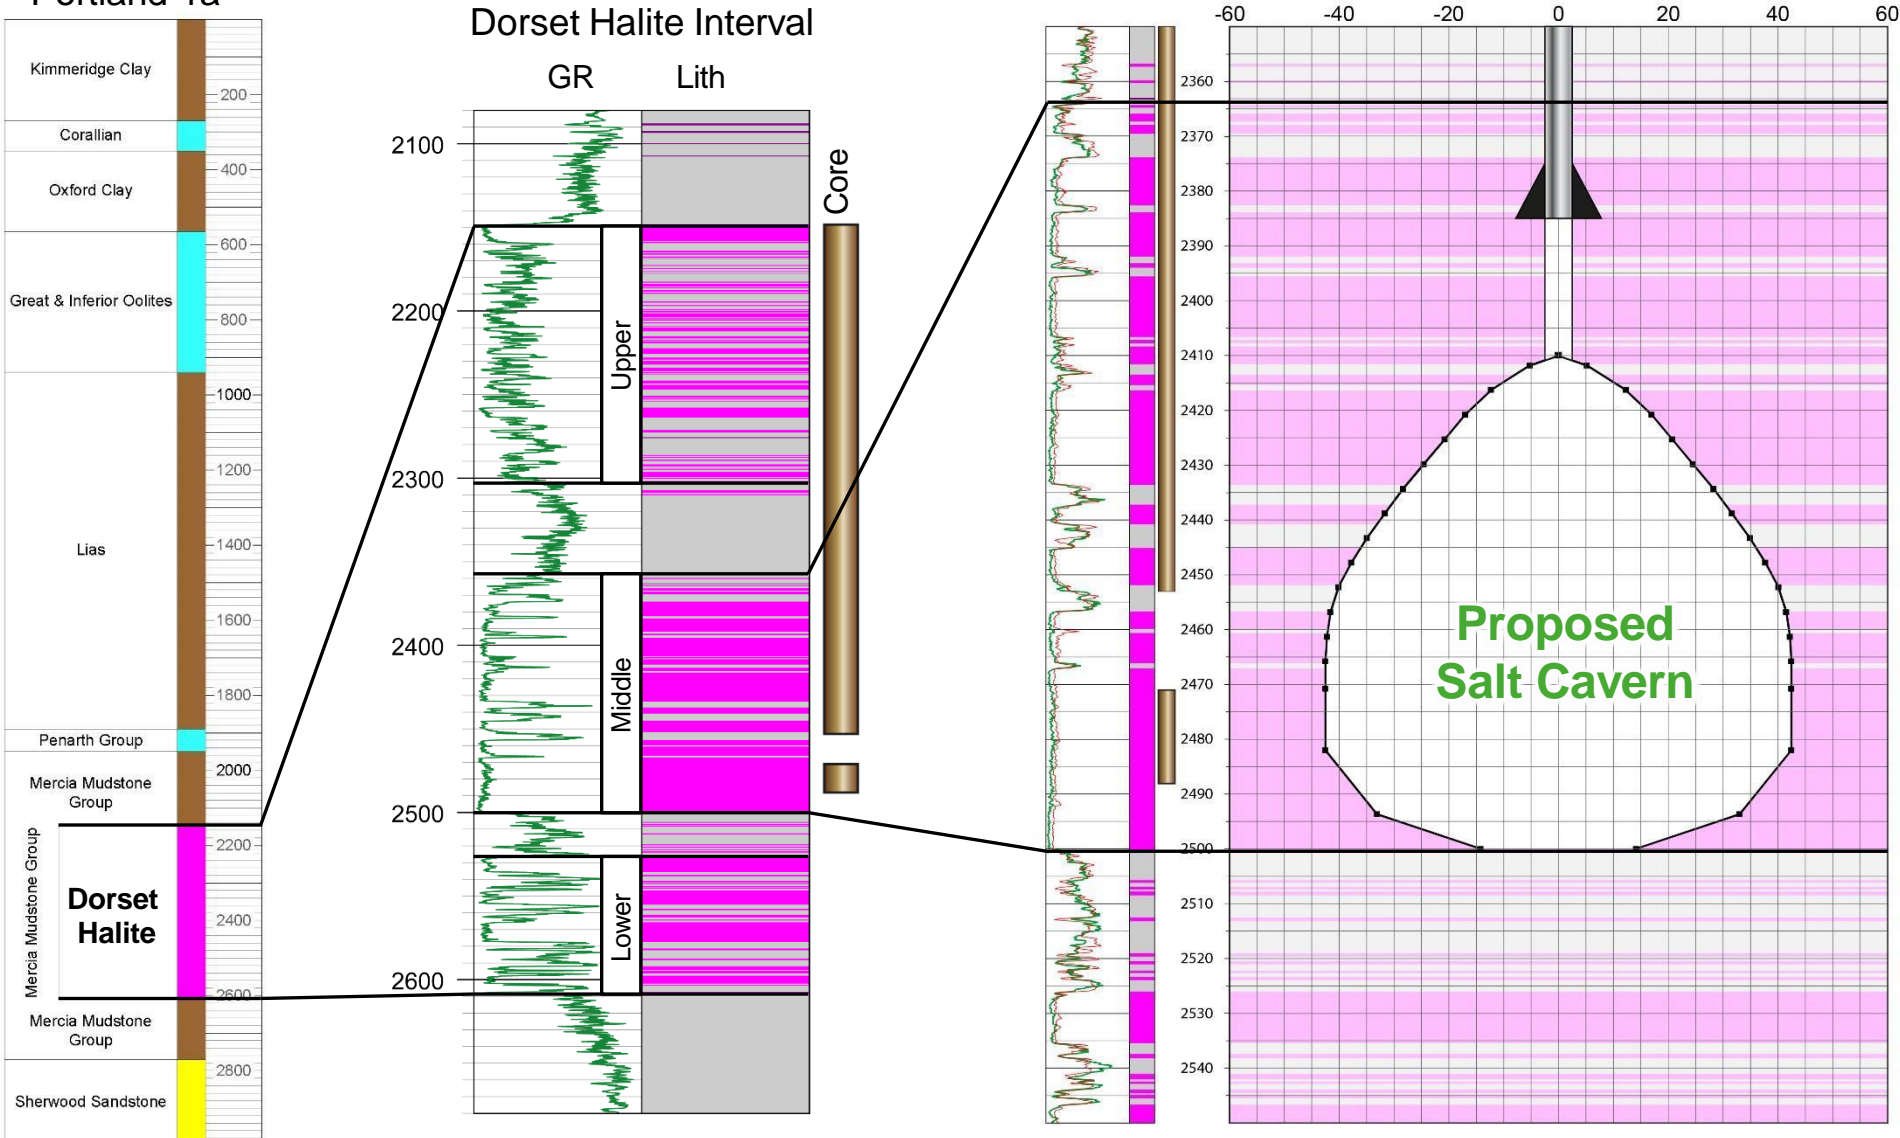 Portland 1a
Kimmeridge Clay
Corallian
Oxford Clay
Great & Inferior Oolites
Lias
Penarth Group
Mercia Mudstone
Group
Mercia Mudstone Group
Dorset
Halite
Mercia Mudstone
Group
Sherwood Sandstone
200
400
600
800
1000
1200
1400
1600
1800
2000
2200
2400
2600
2800
Dorset Halite Interval
GR
Lith
2100
2200
2300
2400
2500
2600
Upper
Middle
Lower
Core
-60
-40
-20
0
20
40
60
2360
2370
2380
2390
2400
2410
2420
2430
2440
2450
2460
2470
2480
2490
2500
2510
2520
2530
2540
Proposed
Salt Cavern